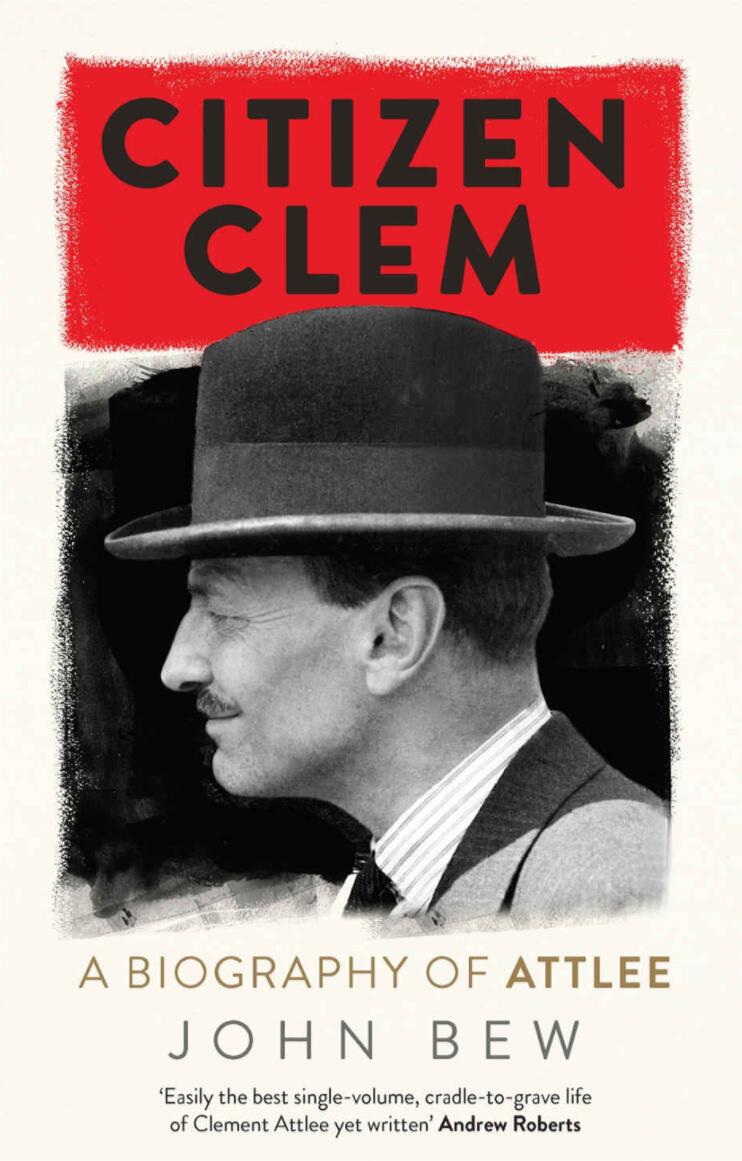 CITIZEN
CLEM
A BIOGRAPHY OF ATTLEE
JOHN BEW
‘Easily the best single-volume, cradle-to-grave life
of Clement Attlee yet written’ Andrew Roberts